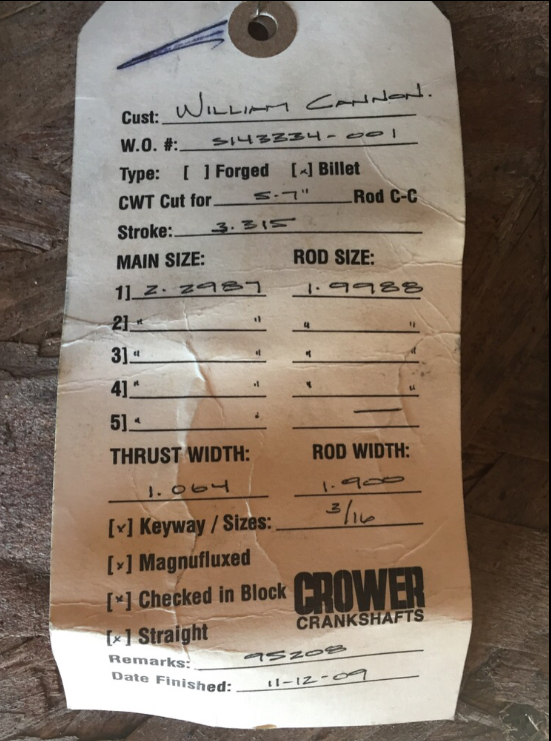 Cust: WILLIAM CANNON.
W.O. #: S143334-001
Type: [ ] Forged [x] Billet
CWT Cut for 5.7" Rod C-C
Stroke: 3.315
MAIN SIZE: ROD SIZE:
1] 2.2987 1.9988
2] " " " "
3] " " " "
4] " " " "
5] " " —
THRUST WIDTH: ROD WIDTH:
1.064 1.900
[x] Keyway / Sizes: 3/16
[x] Magnufluxed
[x] Checked in Block
[x] Straight
CROWER
CRANKSHAFTS
Remarks: 95208
Date Finished: 11-12-09